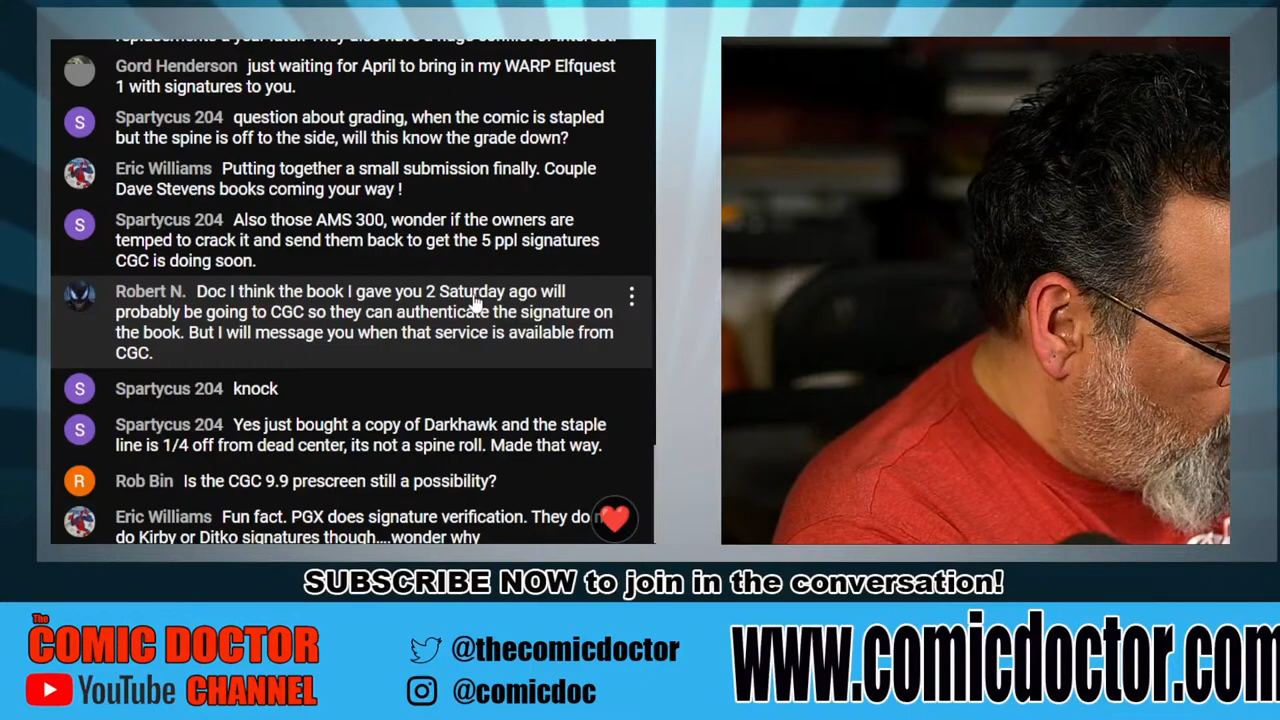 Gord Henderson just waiting for April to bring in my WARP Elfquest
1 with signatures to you.
S Spartycus 204 question about grading, when the comic is stapled
but the spine is off to the side, will this know the grade down?
Eric Williams Putting together a small submission finally. Couple
Dave Stevens books coming your way !
S Spartycus 204 Also those AMS 300, wonder if the owners are
temped to crack it and send them back to get the 5 ppl signatures
CGC is doing soon.
Robert N. Doc I think the book I gave you 2 Saturday ago will
probably be going to CGC so they can authenticate the signature on
the book. But I will message you when that service is available from
CGC.
S Spartycus 204 knock
S Spartycus 204 Yes just bought a copy of Darkhawk and the staple
line is 1/4 off from dead center, its not a spine roll. Made that way.
R Rob Bin Is the CGC 9.9 prescreen still a possibility?
Eric Williams Fun fact. PGX does signature verification. They do
do Kirby or Ditko signatures though....wonder why
SUBSCRIBE NOW to join in the conversation!
The
COMIC DOCTOR
YouTube CHANNEL
@thecomicdoctor
@comicdoc
www.comicdoctor.com